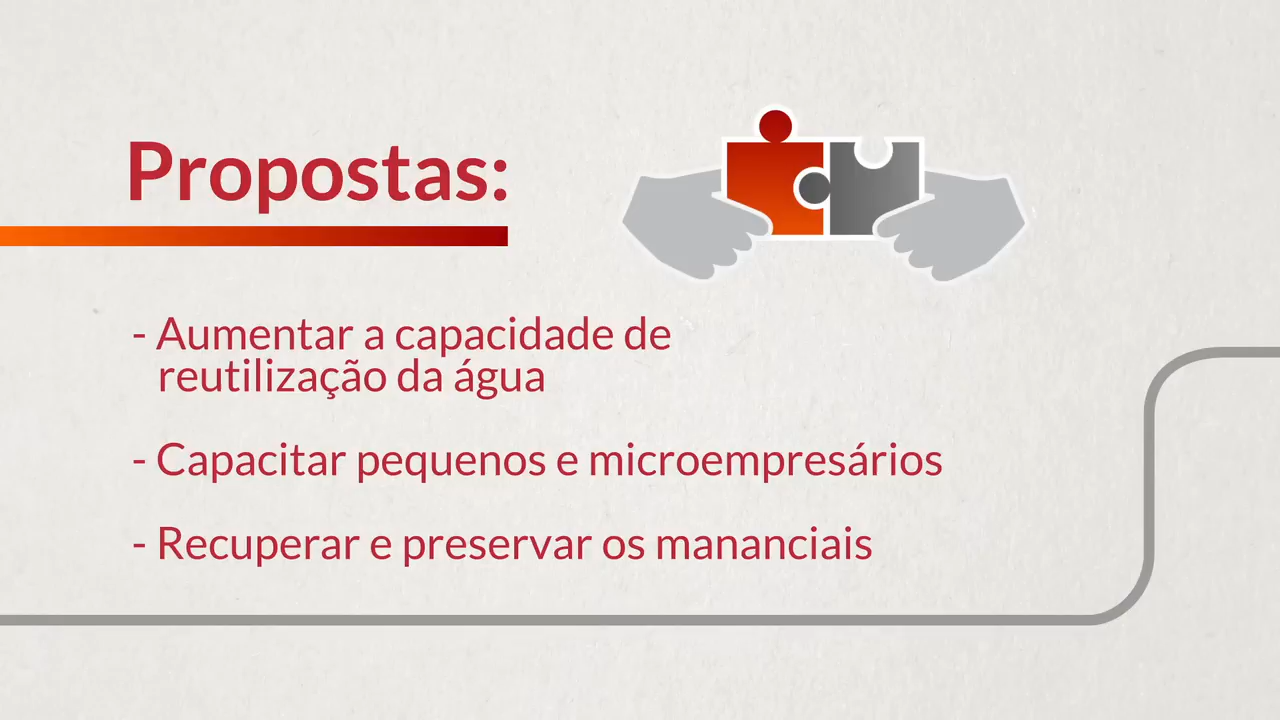 Propostas:
- Aumentar a capacidade de
reutilização da água
- Capacitar pequenos e microempresários
- Recuperar e preservar os mananciais